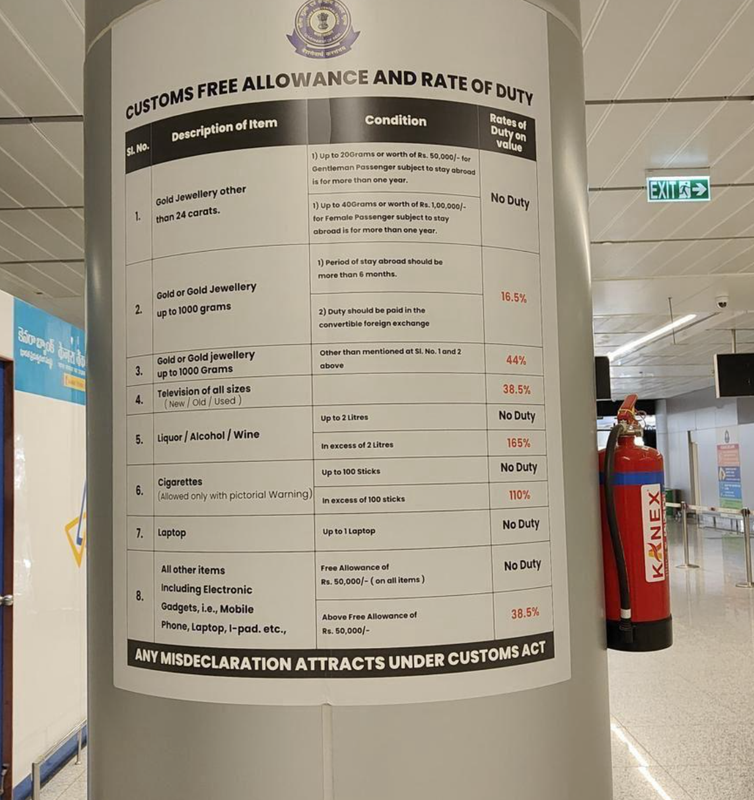 CUSTOMS FREE ALLOWANCE AND RATE OF DUTY
Sl. No.
Description of Item
Condition
Rates of
Duty on
value
1.
Gold Jewellery other
than 24 carats.
1) Up to 20Grams or worth of Rs. 50,000/- for
Gentleman Passenger subject to stay abroad
is for more than one year.
1) Up to 40Grams or worth of Rs. 1,00,000/-
for Female Passenger subject to stay
abroad is for more than one year.
No Duty
2.
Gold or Gold Jewellery
up to 1000 grams
1) Period of stay abroad should be
more than 6 months.
2) Duty should be paid in the
convertible foreign exchange
16.5%
3.
Gold or Gold jewellery
up to 1000 Grams
Other than mentioned at Sl. No. 1 and 2
above
44%
4.
Television of all sizes
( New / Old / Used )
38.5%
5.
Liquor / Alcohol / Wine
Up to 2 Litres
No Duty
In excess of 2 Litres
165%
6.
Cigarettes
(Allowed only with pictorial Warning)
Up to 100 Sticks
No Duty
In excess of 100 sticks
110%
7.
Laptop
Up to 1 Laptop
No Duty
8.
All other items
Including Electronic
Gadgets, i.e., Mobile
Phone, Laptop, I-pad. etc.,
Free Allowance of
Rs. 50,000/- ( on all items )
No Duty
Above Free Allowance of
Rs. 50,000/-
38.5%
ANY MISDECLARATION ATTRACTS UNDER CUSTOMS ACT
EXIT
KANEX